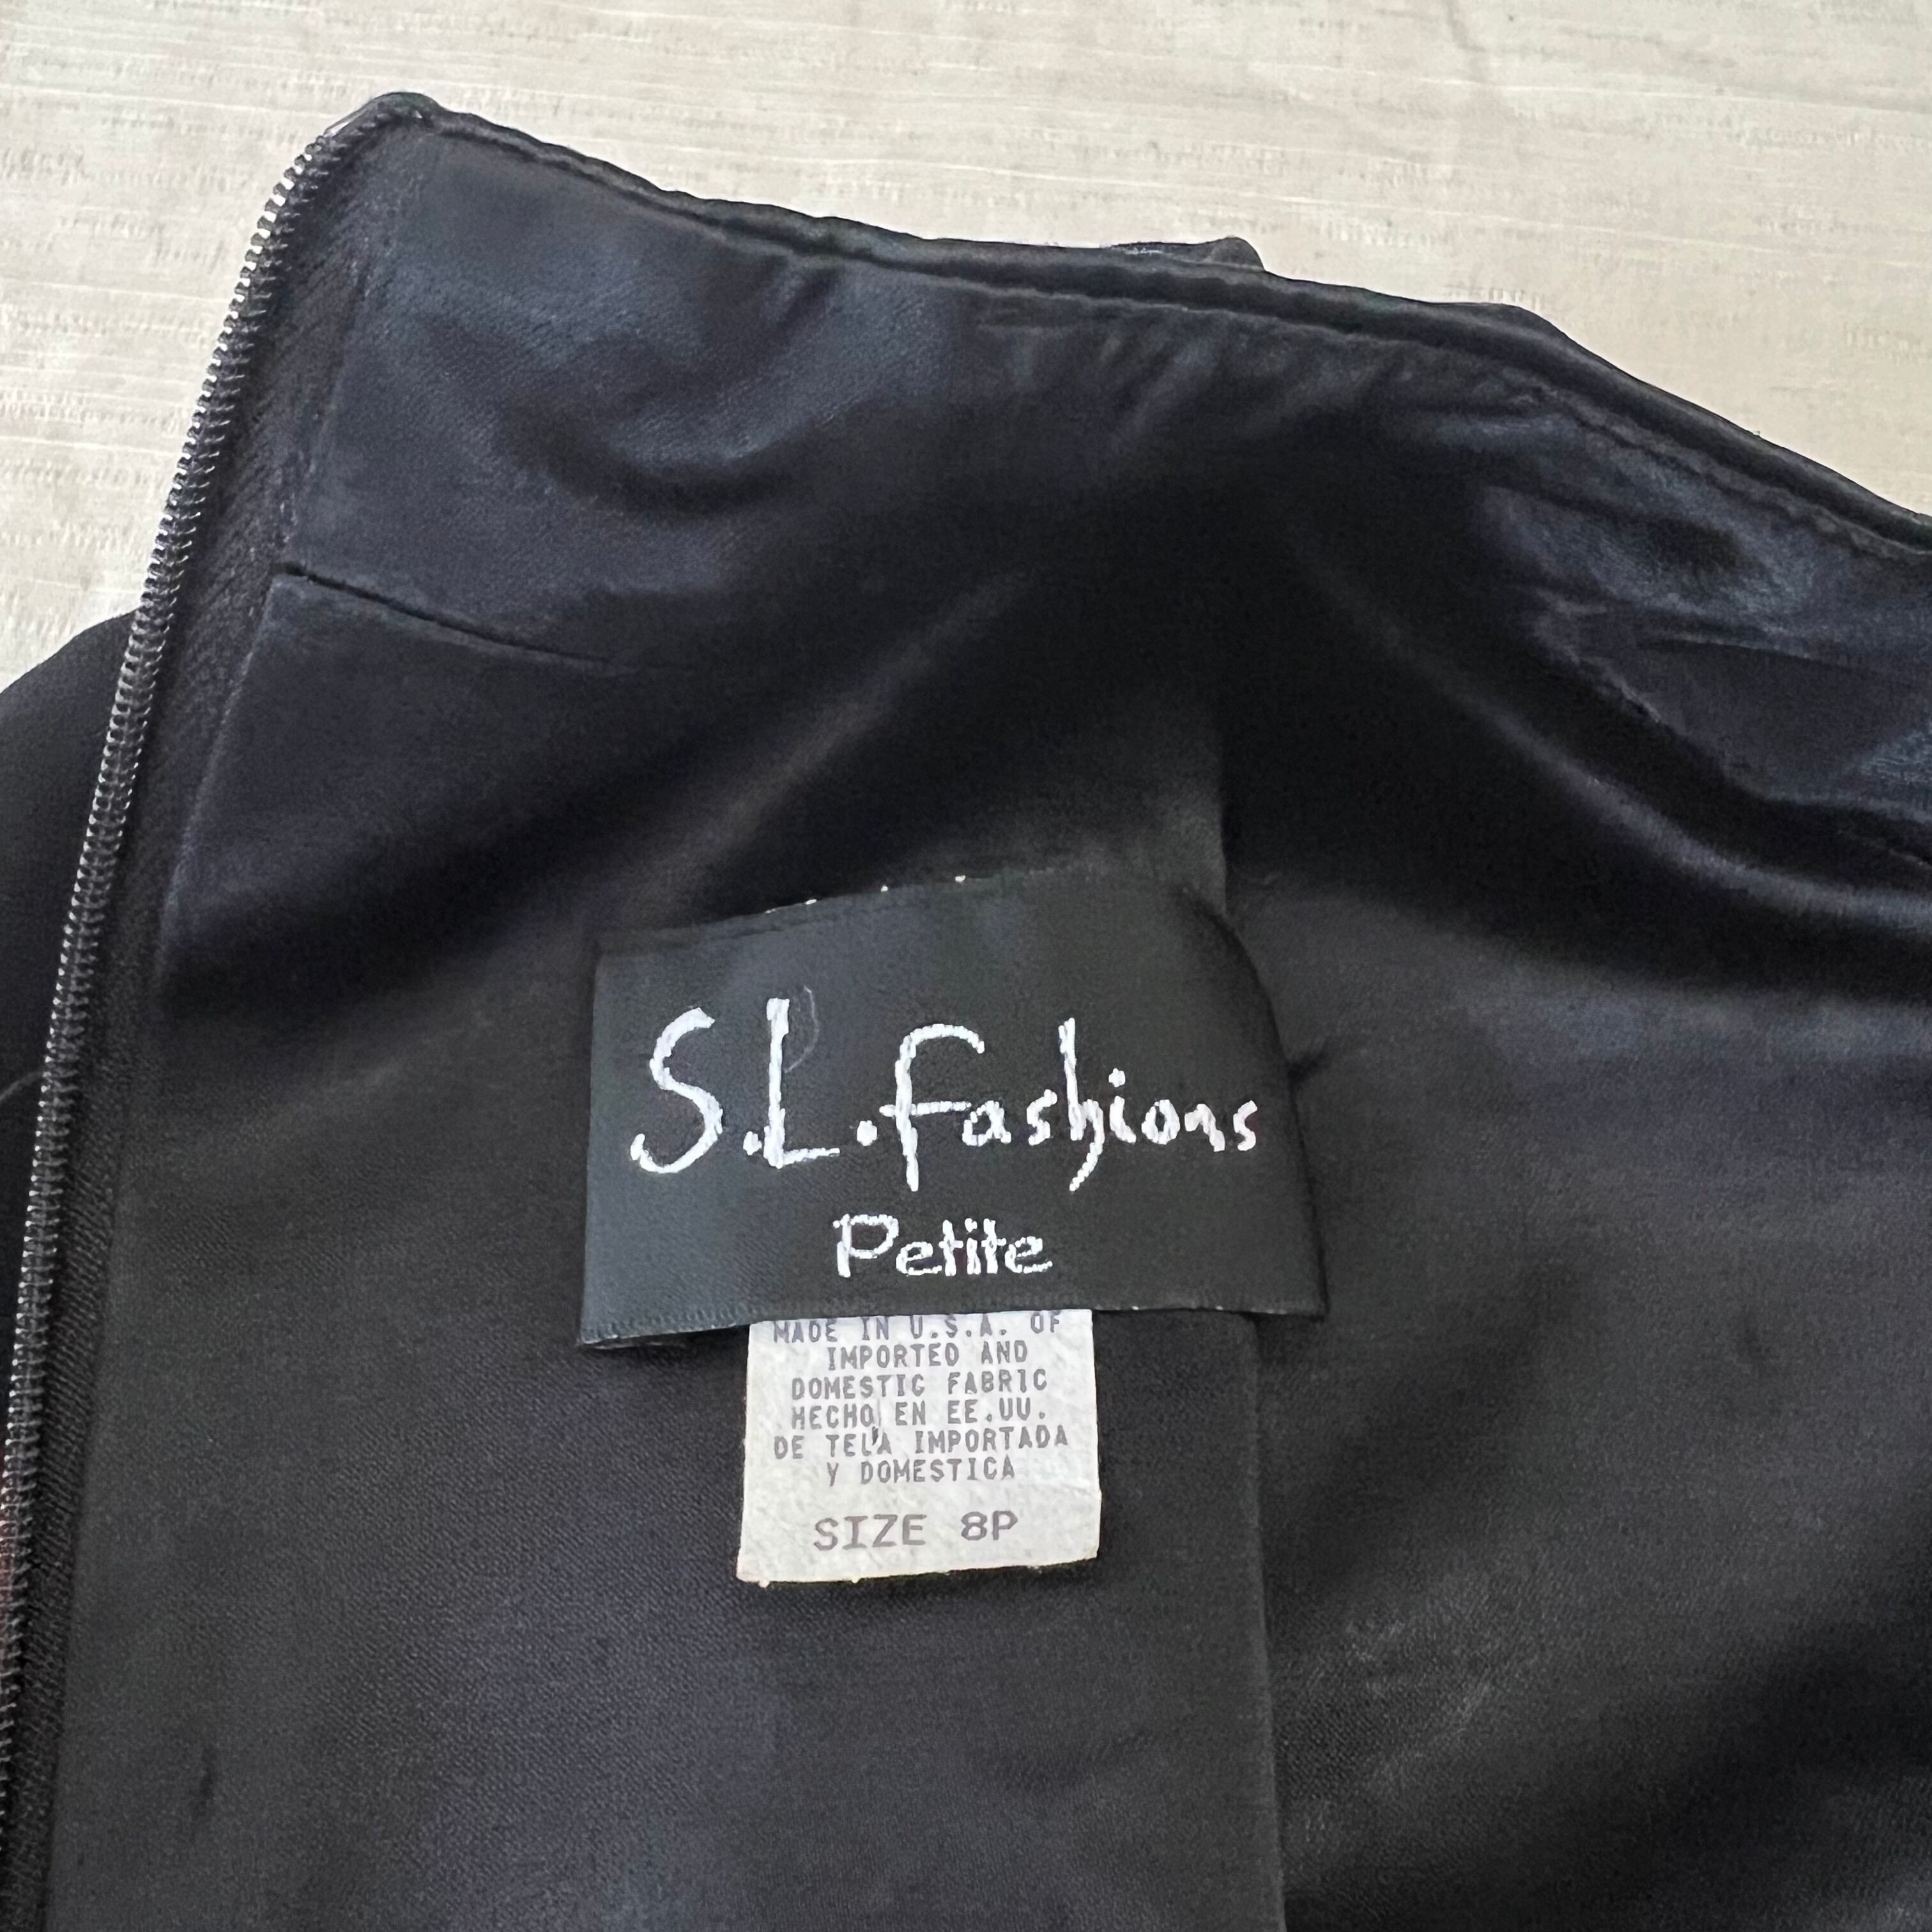 S.L. Fashions
Petite
MADE IN U.S.A. OF
IMPORTED AND
DOMESTIC FABRIC
HECHO EN EE.UU.
DE TELA IMPORTADA
Y DOMESTICA
SIZE 8P